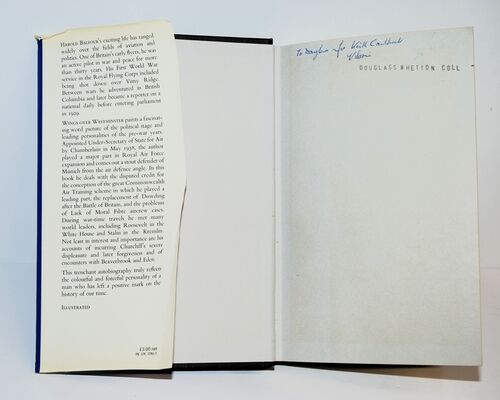 HAROLD BALFOUR'S exciting life has ranged
widely over the fields of aviation and
politics. One of Britain's early flyers, he was
an active pilot in war and peace for more
than thirty years. His First World War
service in the Royal Flying Corps included
being shot down over Vimy Ridge.
Between wars he adventured in British
Columbia and later became a reporter on a
national daily before entering parliament
in 1929.
WINGS OVER WESTMINSTER paints a fascinat-
ing word picture of the political stage and
leading personalities of the pre-war years.
Appointed Under-Secretary of State for Air
by Chamberlain in May 1938, the author
played a major part in Royal Air Force
expansion and comes out a stout defender of
Munich from the air defence angle. In this
book he deals with the disputed credit for
the conception of the great Commonwealth
Air Training scheme in which he played a
leading part, the replacement of Dowding
after the Battle of Britain, and the problems
of Lack of Moral Fibre aircrew cases.
During war-time travels he met many
world leaders, including Roosevelt in the
White House and Stalin in the Kremlin.
Not least in interest and importance are his
accounts of incurring Churchill's severe
displeasure and later forgiveness and of
encounters with Beaverbrook and Eden.
This trenchant autobiography truly reflects
the colourful and forceful personality of a
man who has left a positive mark on the
history of our time.
ILLUSTRATED
£3.00 net
IN UK ONLY
To Douglas
DOUGLASS WHETTON COLL